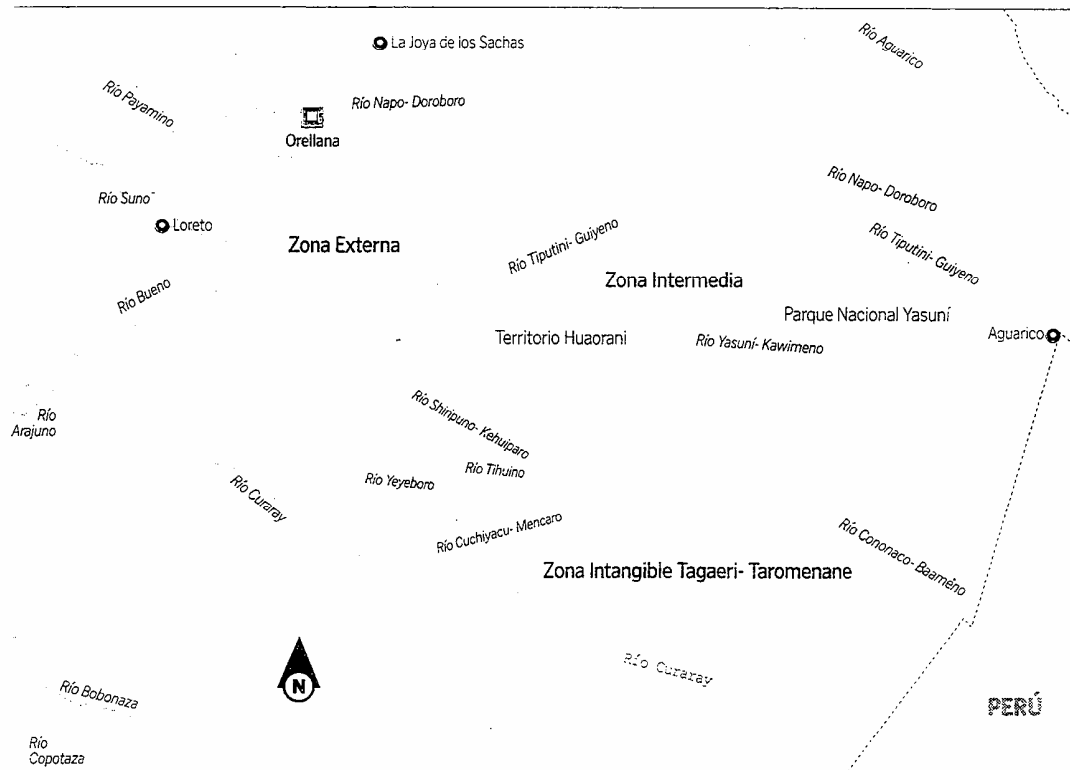 La Joya de los Sachas
Río Aguarico
Río Payamino
Río Napo- Doroboro
Orellana
Río Napo- Doroboro
Río Suno
Loreto
Río Tiputini- Guiyeno
Zona Externa
Río Tiputini- Guiyeno
Zona Intermedia
Río Bueno
Parque Nacional Yasuní
Territorio Huaorani
Río Yasuní- Kawimeno
Aguarico
Río
Arajuno
Río Shiripuno- Kehuiparo
Río Tihuino
Río Yeyeboro
Río Curaray
Río Cuchiyacu- Mencaro
Río Cononaco- Baameno
Zona Intangible Tagaeri- Taromenane
Río Curaray
N
Río Bobonaza
PERÚ
Río
Copotaza